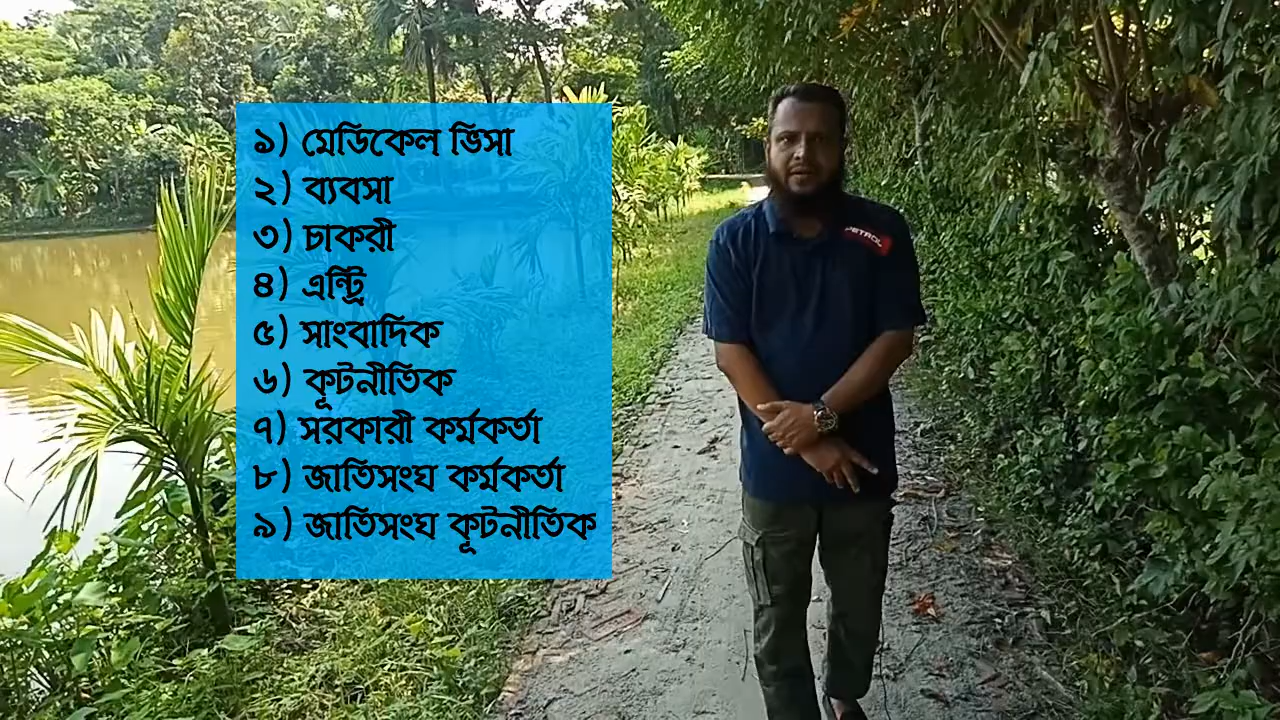 ১) মেডিকেল ভিসা
২) ব্যবসা
৩) চাকরী
৪) এন্ট্রি
৫) সাংবাদিক
৬) কূটনীতিক
৭) সরকারী কর্মকর্তা
৮) জাতিসংঘ কর্মকর্তা
৯) জাতিসংঘ কূটনীতিক
PETROL